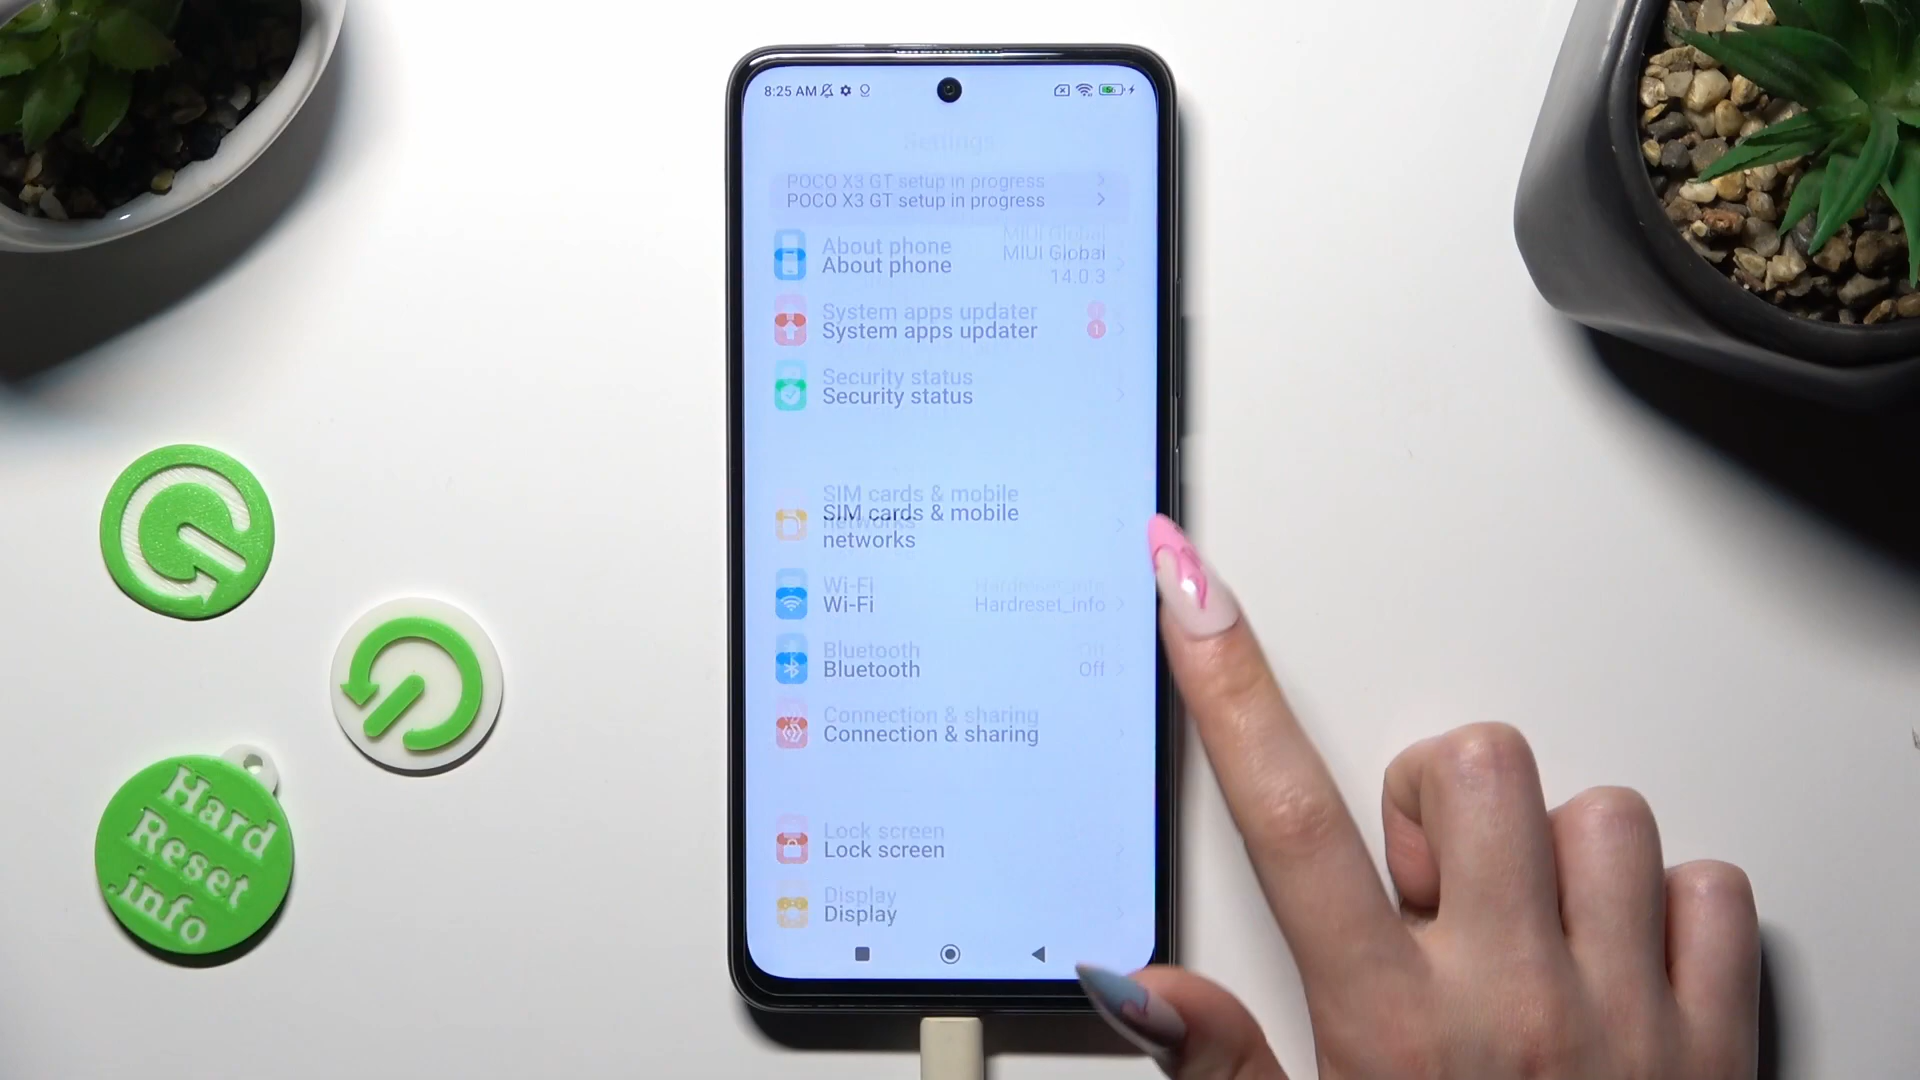 8:25 AM
Settings
POCO X3 GT setup in progress
POCO X3 GT setup in progress
About phone
MIUI Global
About phone
MIUI Global
14.0.3
System apps updater
System apps updater
1
Security status
Security status
SIM cards & mobile
SIM cards & mobile
networks
networks
Wi-Fi
Hardreset_info
Wi-Fi
Hardreset_info
Bluetooth
Off
Bluetooth
Off
Connection & sharing
Connection & sharing
Lock screen
Lock screen
Display
Display
Hard
Reset
.info